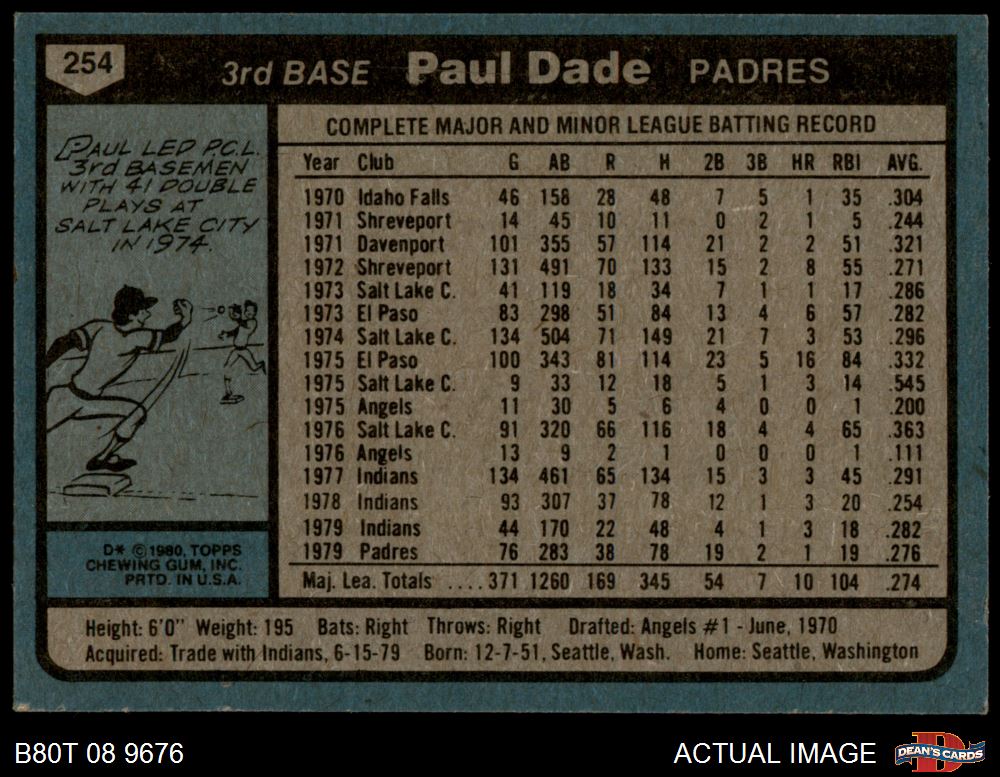 254
3rd BASE Paul Dade PADRES
PAUL LED P.C.L.
3rd BASEMEN
WITH 41 DOUBLE
PLAYS AT
SALT LAKE CITY
IN 1974.
COMPLETE MAJOR AND MINOR LEAGUE BATTING RECORD
Year Club G AB R H 2B 3B HR RBI AVG.
1970 Idaho Falls 46 158 28 48 7 5 1 35 .304
1971 Shreveport 14 45 10 11 0 2 1 5 .244
1971 Davenport 101 355 57 114 21 2 2 51 .321
1972 Shreveport 131 491 70 133 15 2 8 55 .271
1973 Salt Lake C. 41 119 18 34 7 1 1 17 .286
1973 El Paso 83 298 51 84 13 4 6 57 .282
1974 Salt Lake C. 134 504 71 149 21 7 3 53 .296
1975 El Paso 100 343 81 114 23 5 16 84 .332
1975 Salt Lake C. 9 33 12 18 5 1 3 14 .545
1975 Angels 11 30 5 6 4 0 0 1 .200
1976 Salt Lake C. 91 320 66 116 18 4 4 65 .363
1976 Angels 13 9 2 1 0 0 0 1 .111
1977 Indians 134 461 65 134 15 3 3 45 .291
1978 Indians 93 307 37 78 12 1 3 20 .254
1979 Indians 44 170 22 48 4 1 3 18 .282
1979 Padres 76 283 38 78 19 2 1 19 .276
Maj. Lea. Totals ....371 1260 169 345 54 7 10 104 .274
D* ©1980, TOPPS
CHEWING GUM, INC.
PRTD. IN U.S.A.
Height: 6'0" Weight: 195 Bats: Right Throws: Right Drafted: Angels #1 - June, 1970
Acquired: Trade with Indians, 6-15-79 Born: 12-7-51, Seattle, Wash. Home: Seattle, Washington
B80T 08 9676
ACTUAL IMAGE
D
DEAN'S CARDS